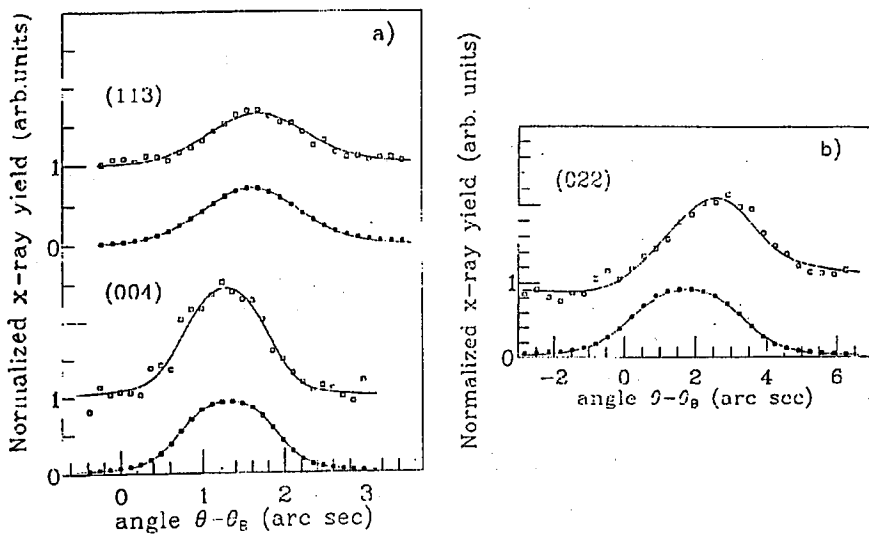 a)
(113)
1
0
(004)
1
0
0 1 2 3
angle θ-θB (arc sec)
Normalized x-ray yield (arb.units)
b)
(022)
1
0
-2 0 2 4 6
angle θ-θB (arc sec)
Normalized x-ray yield (arb. units)